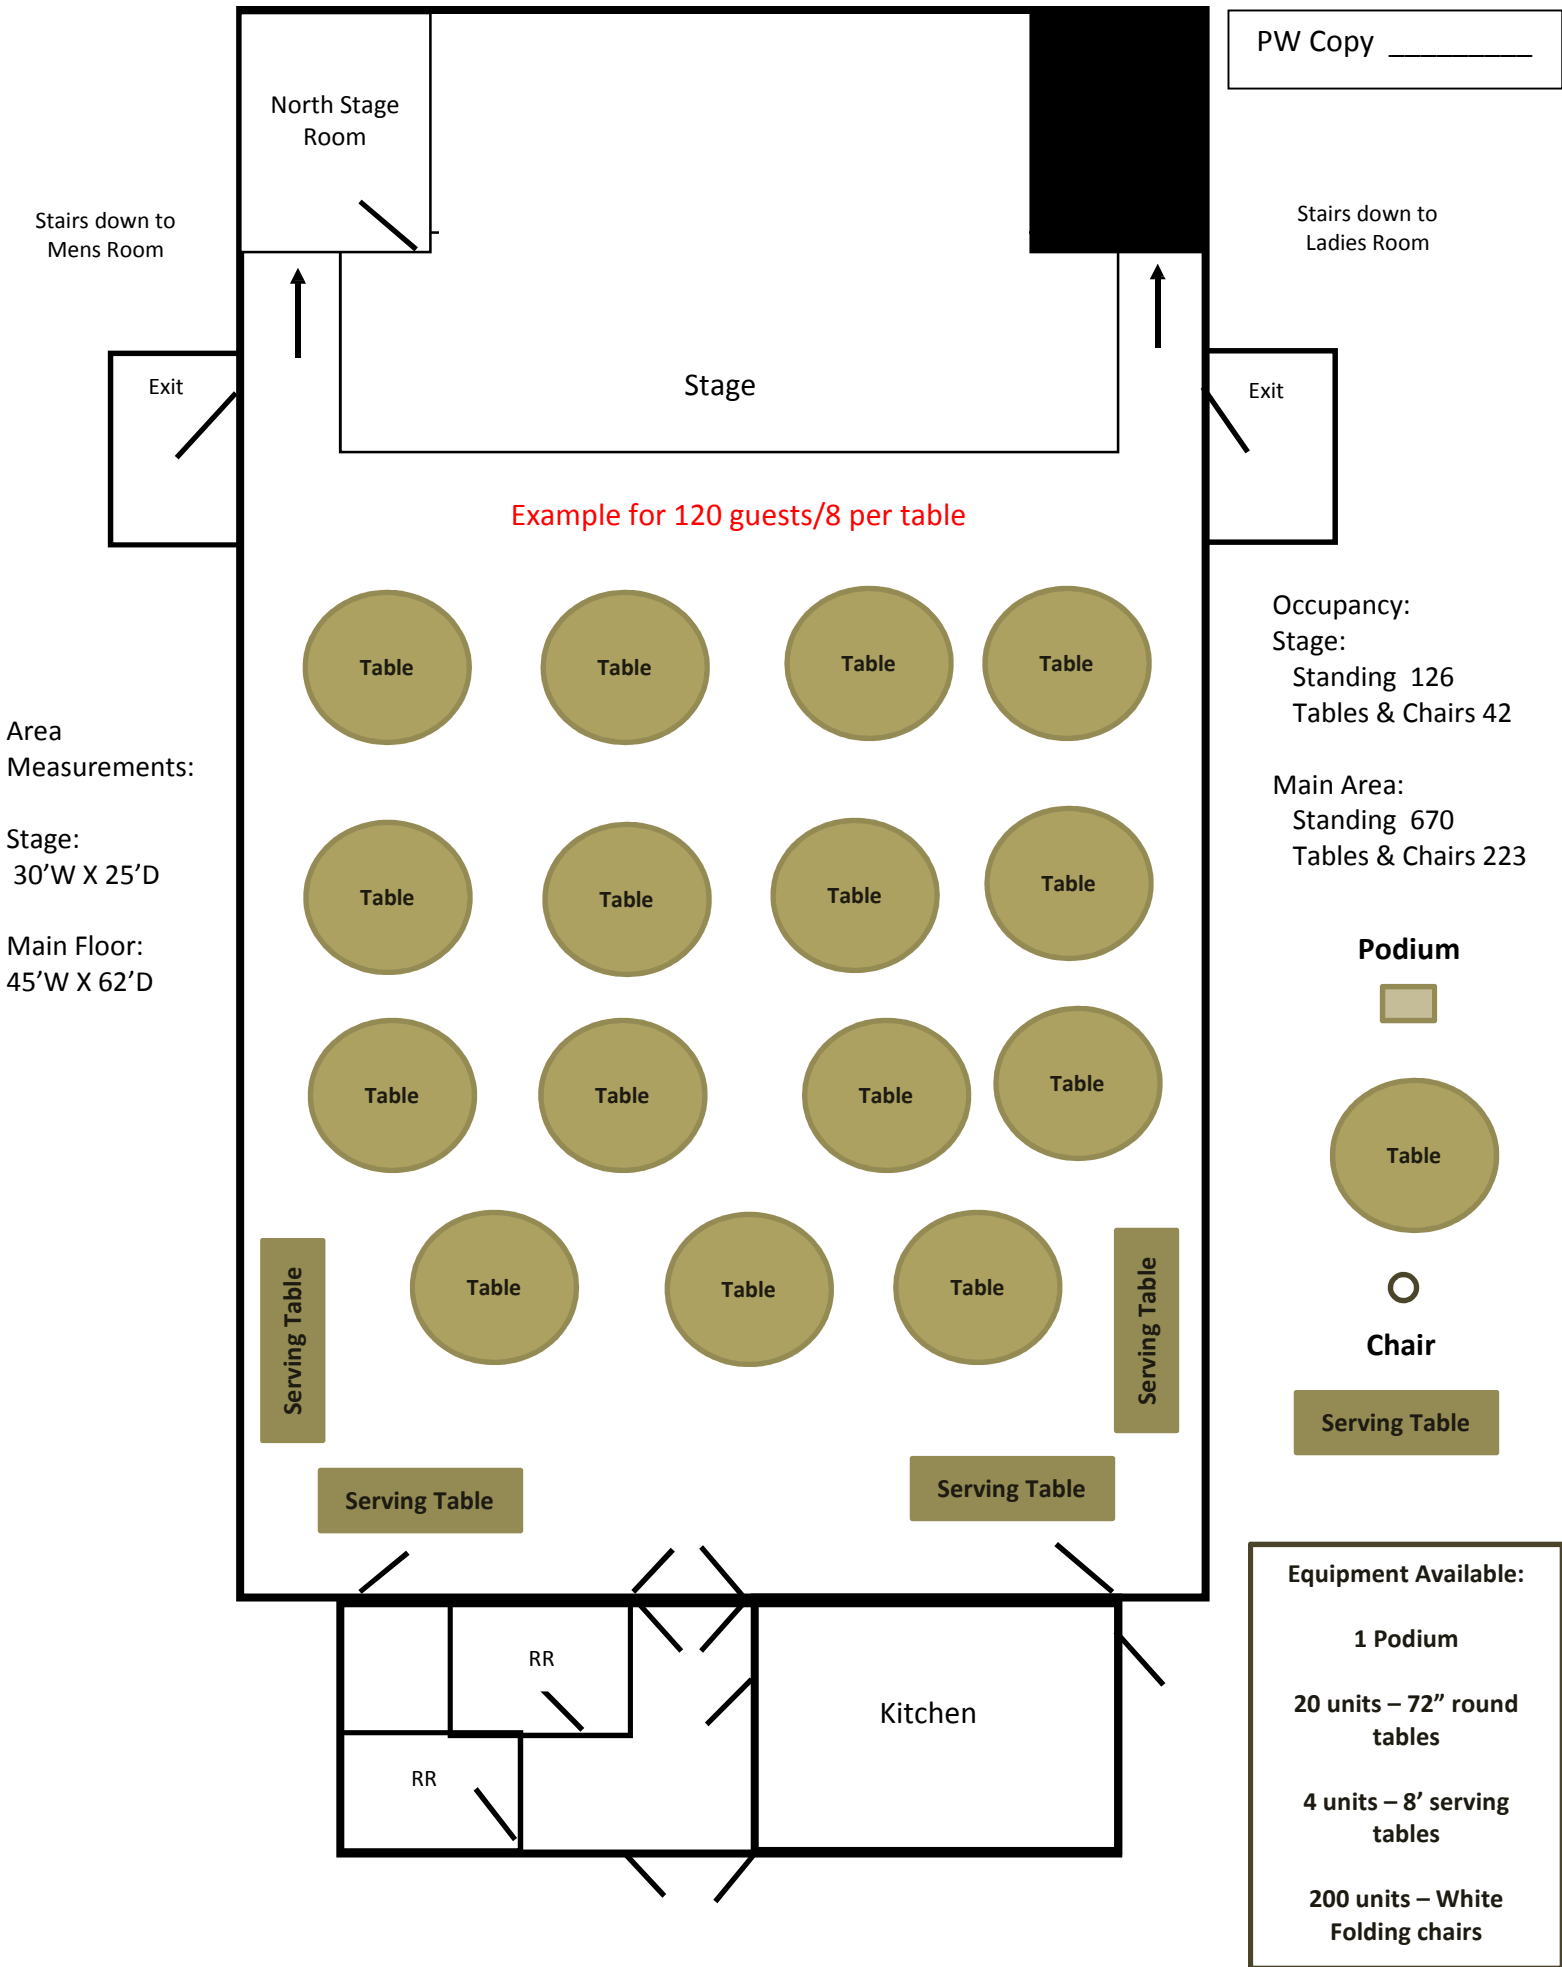 PW Copy _________
North Stage
Room
Stairs down to
Mens Room
Stairs down to
Ladies Room
Exit
Stage
Exit
Example for 120 guests/8 per table
Table
Table
Table
Table
Occupancy:
Stage:
Standing  126
Tables & Chairs 42
Main Area:
Standing  670
Tables & Chairs 223
Area
Measurements:
Stage:
30’W X 25’D
Main Floor:
45’W X 62’D
Table
Table
Table
Table
Podium
Table
Table
Table
Table
Table
Chair
Serving Table
Serving Table
Table
Table
Table
Serving Table
Serving Table
Serving Table
RR
RR
Kitchen
Equipment Available:
1 Podium
20 units – 72” round
tables
4 units – 8’ serving
tables
200 units – White
Folding chairs